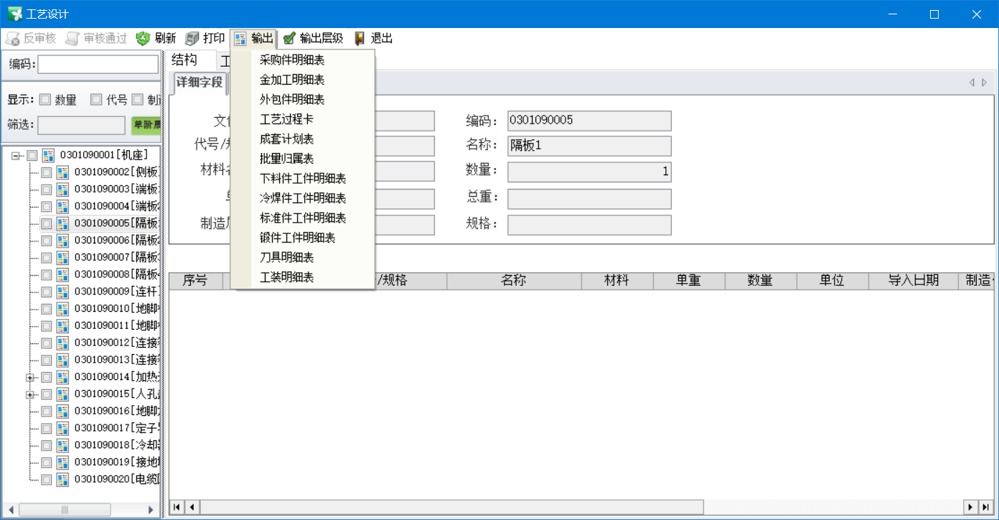 工艺设计
反审核 审核通过 刷新 打印 输出 输出层级 退出
编码:
显示: 数量 代号 制
筛选: 单阶展
0301090001[机座]
0301090002[侧板]
0301090003[端板
0301090004[端板
0301090005[隔板
0301090006[隔板
0301090007[隔板
0301090008[隔板
0301090009[连杆]
0301090010[地脚
0301090011[地脚
0301090012[连接
0301090013[连接
0301090014[加热
0301090015[人孔
0301090016[地脚
0301090017[定子
0301090018[冷却
0301090019[接地
0301090020[电缆
采购件明细表
金加工明细表
外包件明细表
工艺过程卡
成套计划表
批量归属表
下料件工件明细表
冷焊件工件明细表
标准件工件明细表
锻件工件明细表
刀具明细表
工装明细表
结构 工
详细字段
文 编码: 0301090005
代号/ 名称: 隔板1
材料 数量: 1
总重:
制造 规格:
序号 /规格 名称 材料 单重 数量 单位 导入日期 制造